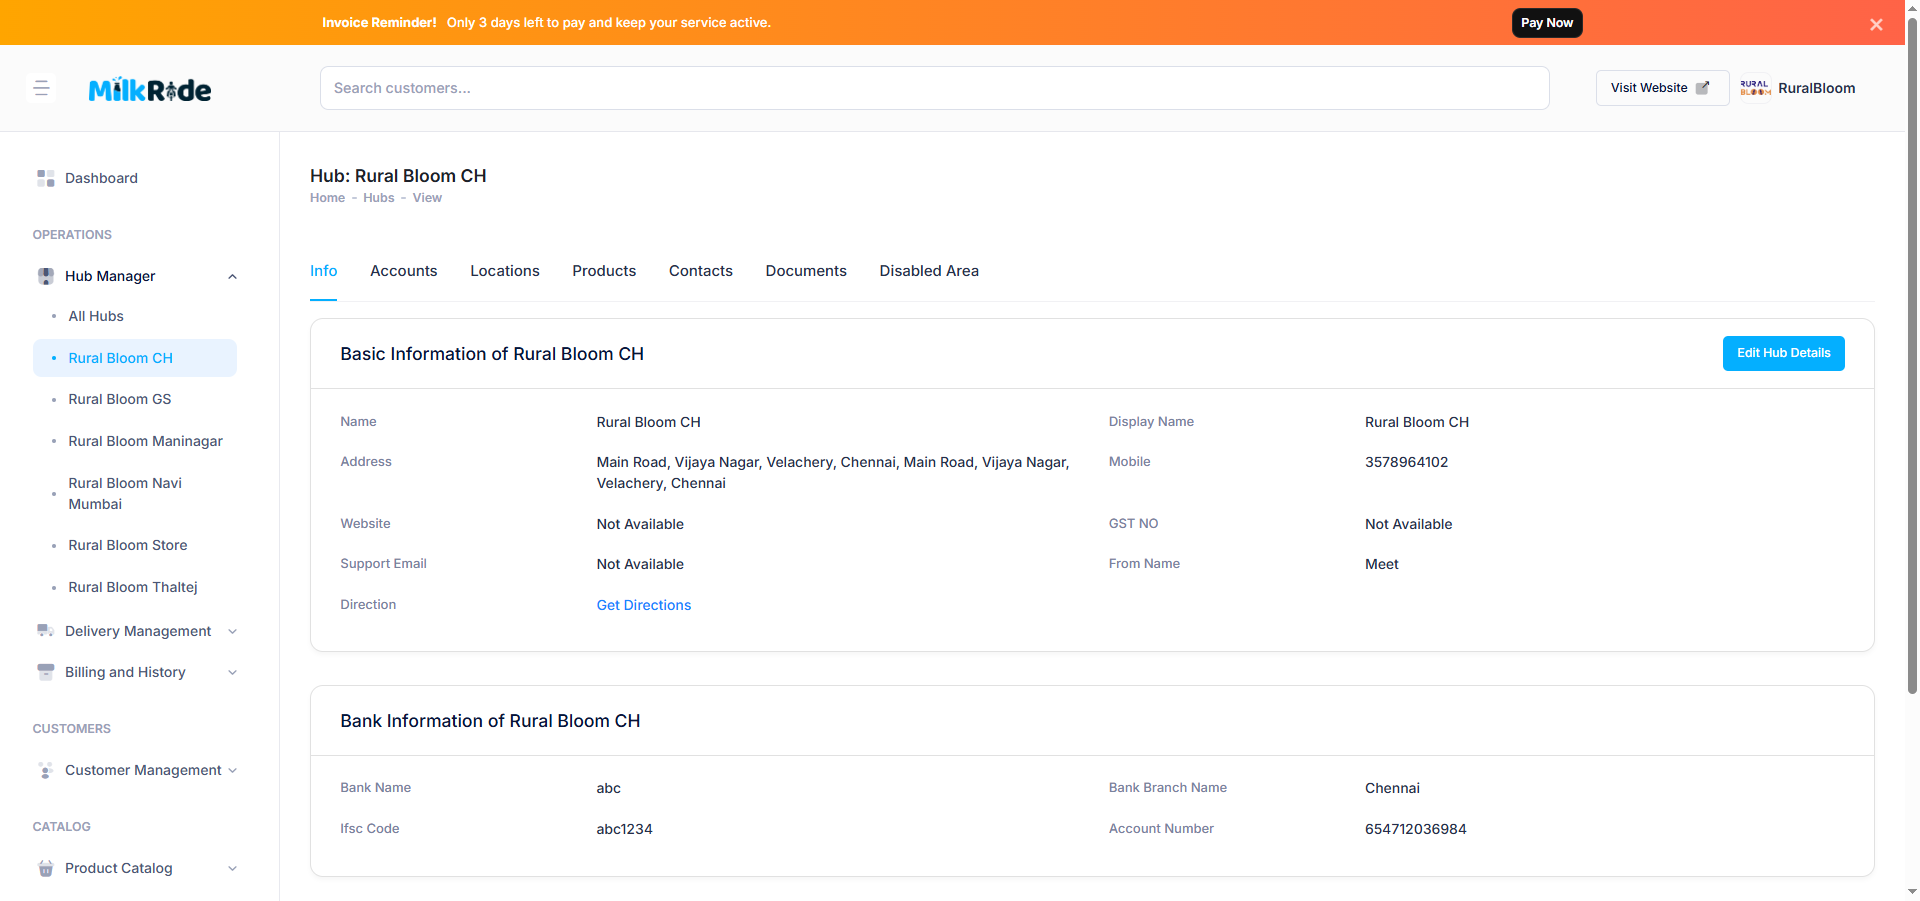 Invoice Reminder! Only 3 days left to pay and keep your service active.
Pay Now
MilkRide
Search customers...
Visit Website
RURAL
BLOOM
RuralBloom
Dashboard
OPERATIONS
Hub Manager
All Hubs
Rural Bloom CH
Rural Bloom GS
Rural Bloom Maninagar
Rural Bloom Navi
Mumbai
Rural Bloom Store
Rural Bloom Thaltej
Delivery Management
Billing and History
CUSTOMERS
Customer Management
CATALOG
Product Catalog
Hub: Rural Bloom CH
Home - Hubs - View
Info Accounts Locations Products Contacts Documents Disabled Area
Basic Information of Rural Bloom CH
Edit Hub Details
Name Rural Bloom CH Display Name Rural Bloom CH
Address Main Road, Vijaya Nagar, Velachery, Chennai, Main Road, Vijaya Nagar, Mobile 3578964102
Velachery, Chennai
Website Not Available GST NO Not Available
Support Email Not Available From Name Meet
Direction Get Directions
Bank Information of Rural Bloom CH
Bank Name abc Bank Branch Name Chennai
Ifsc Code abc1234 Account Number 654712036984